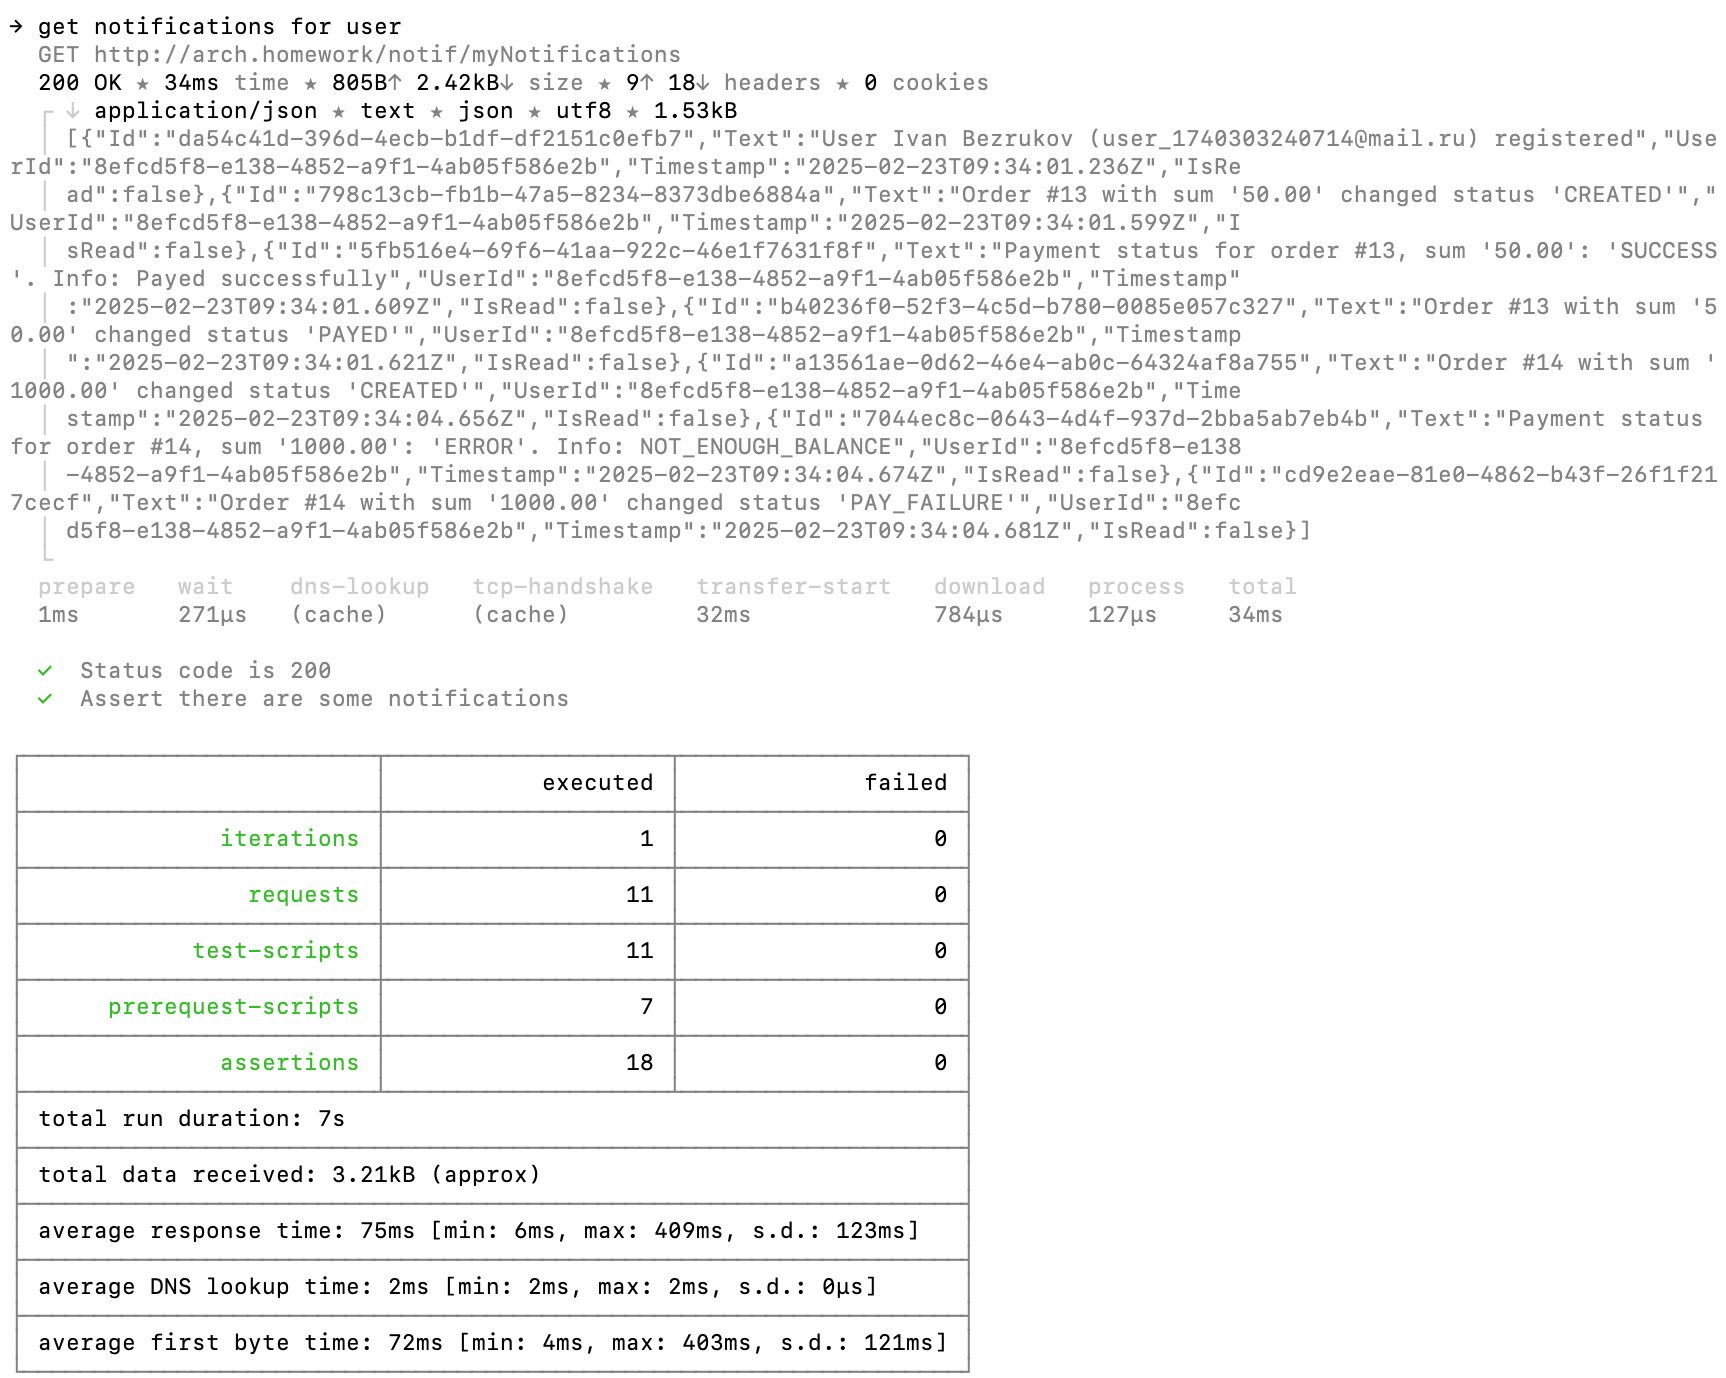 → get notifications for user
GET http://arch.homework/notif/myNotifications
200 OK ★ 34ms time ★ 805B↑ 2.42kB↓ size ★ 9↑ 18↓ headers ★ 0 cookies
┌ ↓ application/json ★ text ★ json ★ utf8 ★ 1.53kB
│ [{"Id":"da54c41d-396d-4ecb-b1df-df2151c0efb7","Text":"User Ivan Bezrukov (user_1740303240714@mail.ru) registered","Use
rId":"8efcd5f8-e138-4852-a9f1-4ab05f586e2b","Timestamp":"2025-02-23T09:34:01.236Z","IsRe
│ ad":false},{"Id":"798c13cb-fb1b-47a5-8234-8373dbe6884a","Text":"Order #13 with sum '50.00' changed status 'CREATED'","
UserId":"8efcd5f8-e138-4852-a9f1-4ab05f586e2b","Timestamp":"2025-02-23T09:34:01.599Z","I
│ sRead":false},{"Id":"5fb516e4-69f6-41aa-922c-46e1f7631f8f","Text":"Payment status for order #13, sum '50.00': 'SUCCESS
'. Info: Payed successfully","UserId":"8efcd5f8-e138-4852-a9f1-4ab05f586e2b","Timestamp"
│ :"2025-02-23T09:34:01.609Z","IsRead":false},{"Id":"b40236f0-52f3-4c5d-b780-0085e057c327","Text":"Order #13 with sum '5
0.00' changed status 'PAYED'","UserId":"8efcd5f8-e138-4852-a9f1-4ab05f586e2b","Timestamp
│ ":"2025-02-23T09:34:01.621Z","IsRead":false},{"Id":"a13561ae-0d62-46e4-ab0c-64324af8a755","Text":"Order #14 with sum '
1000.00' changed status 'CREATED'","UserId":"8efcd5f8-e138-4852-a9f1-4ab05f586e2b","Time
│ stamp":"2025-02-23T09:34:04.656Z","IsRead":false},{"Id":"7044ec8c-0643-4d4f-937d-2bba5ab7eb4b","Text":"Payment status
for order #14, sum '1000.00': 'ERROR'. Info: NOT_ENOUGH_BALANCE","UserId":"8efcd5f8-e138
│ -4852-a9f1-4ab05f586e2b","Timestamp":"2025-02-23T09:34:04.674Z","IsRead":false},{"Id":"cd9e2eae-81e0-4862-b43f-26f1f21
7cecf","Text":"Order #14 with sum '1000.00' changed status 'PAY_FAILURE'","UserId":"8efc
│ d5f8-e138-4852-a9f1-4ab05f586e2b","Timestamp":"2025-02-23T09:34:04.681Z","IsRead":false}]
└
prepare wait dns-lookup tcp-handshake transfer-start download process total
1ms 271µs (cache) (cache) 32ms 784µs 127µs 34ms
✓ Status code is 200
✓ Assert there are some notifications
executed failed
iterations 1 0
requests 11 0
test-scripts 11 0
prerequest-scripts 7 0
assertions 18 0
total run duration: 7s
total data received: 3.21kB (approx)
average response time: 75ms [min: 6ms, max: 409ms, s.d.: 123ms]
average DNS lookup time: 2ms [min: 2ms, max: 2ms, s.d.: 0µs]
average first byte time: 72ms [min: 4ms, max: 403ms, s.d.: 121ms]